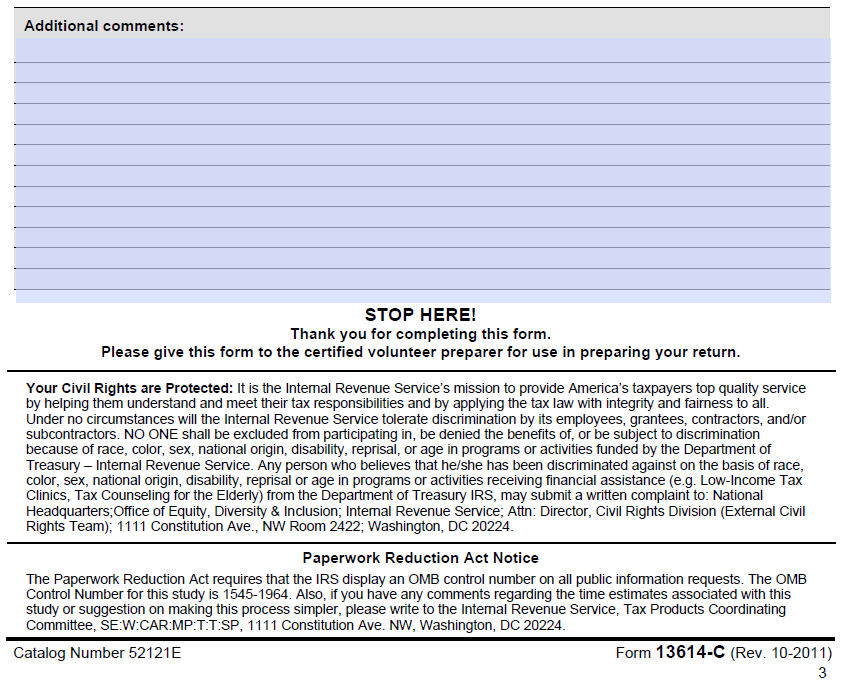 Additional comments:
STOP HERE!
Thank you for completing this form.
Please give this form to the certified volunteer preparer for use in preparing your return.
Your Civil Rights are Protected: It is the Internal Revenue Service's mission to provide America's taxpayers top quality service
by helping them understand and meet their tax responsibilities and by applying the tax law with integrity and fairness to all.
Under no circumstances will the Internal Revenue Service tolerate discrimination by its employees, grantees, contractors, and/or
subcontractors. NO ONE shall be excluded from participating in, be denied the benefits of, or be subject to discrimination
because of race, color, sex, national origin, disability, reprisal, or age in programs or activities funded by the Department of
Treasury – Internal Revenue Service. Any person who believes that he/she has been discriminated against on the basis of race,
color, sex, national origin, disability, reprisal or age in programs or activities receiving financial assistance (e.g. Low-Income Tax
Clinics, Tax Counseling for the Elderly) from the Department of Treasury IRS, may submit a written complaint to: National
Headquarters;Office of Equity, Diversity & Inclusion; Internal Revenue Service; Attn: Director, Civil Rights Division (External Civil
Rights Team); 1111 Constitution Ave., NW Room 2422; Washington, DC 20224.
Paperwork Reduction Act Notice
The Paperwork Reduction Act requires that the IRS display an OMB control number on all public information requests. The OMB
Control Number for this study is 1545-1964. Also, if you have any comments regarding the time estimates associated with this
study or suggestion on making this process simpler, please write to the Internal Revenue Service, Tax Products Coordinating
Committee, SE:W:CAR:MP:T:T:SP, 1111 Constitution Ave. NW, Washington, DC 20224.
Catalog Number 52121E Form 13614-C (Rev. 10-2011)
3